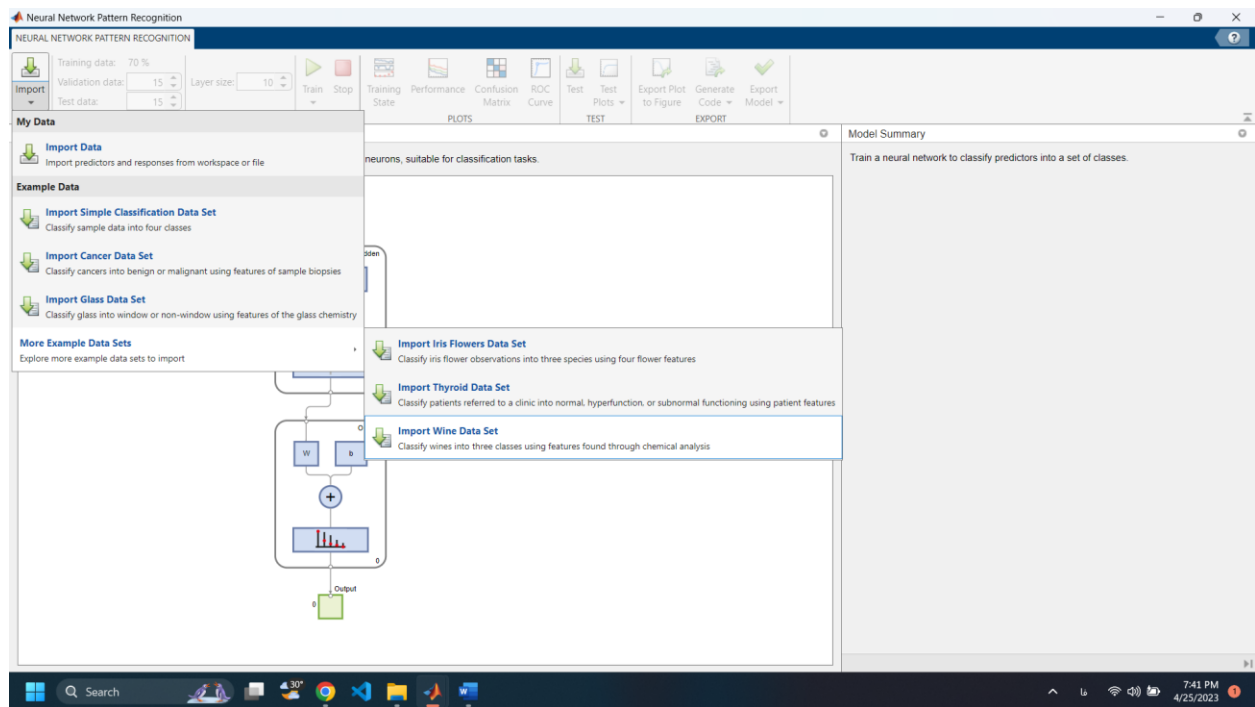 Neural Network Pattern Recognition
NEURAL NETWORK PATTERN RECOGNITION
?
Import
Training data: 70 %
Validation data: 15
Test data: 15
Layer size: 10
Train
Stop
Training State
Performance
Confusion Matrix
ROC Curve
Test
Test Plots
Export Plot to Figure
Generate Code
Export Model
PLOTS
TEST
EXPORT
My Data
Import Data
Import predictors and responses from workspace or file
Example Data
Import Simple Classification Data Set
Classify sample data into four classes
Import Cancer Data Set
Classify cancers into benign or malignant using features of sample biopsies
Import Glass Data Set
Classify glass into window or non-window using features of the glass chemistry
More Example Data Sets
Explore more example data sets to import
Import Iris Flowers Data Set
Classify iris flower observations into three species using four flower features
Import Thyroid Data Set
Classify patients referred to a clinic into normal, hyperfunction, or subnormal functioning using patient features
Import Wine Data Set
Classify wines into three classes using features found through chemical analysis
neurons, suitable for classification tasks.
Model Summary
Train a neural network to classify predictors into a set of classes.
dden
O
W
b
+
0
Output
0
Search
30°
فا
7:41 PM
4/25/2023
1